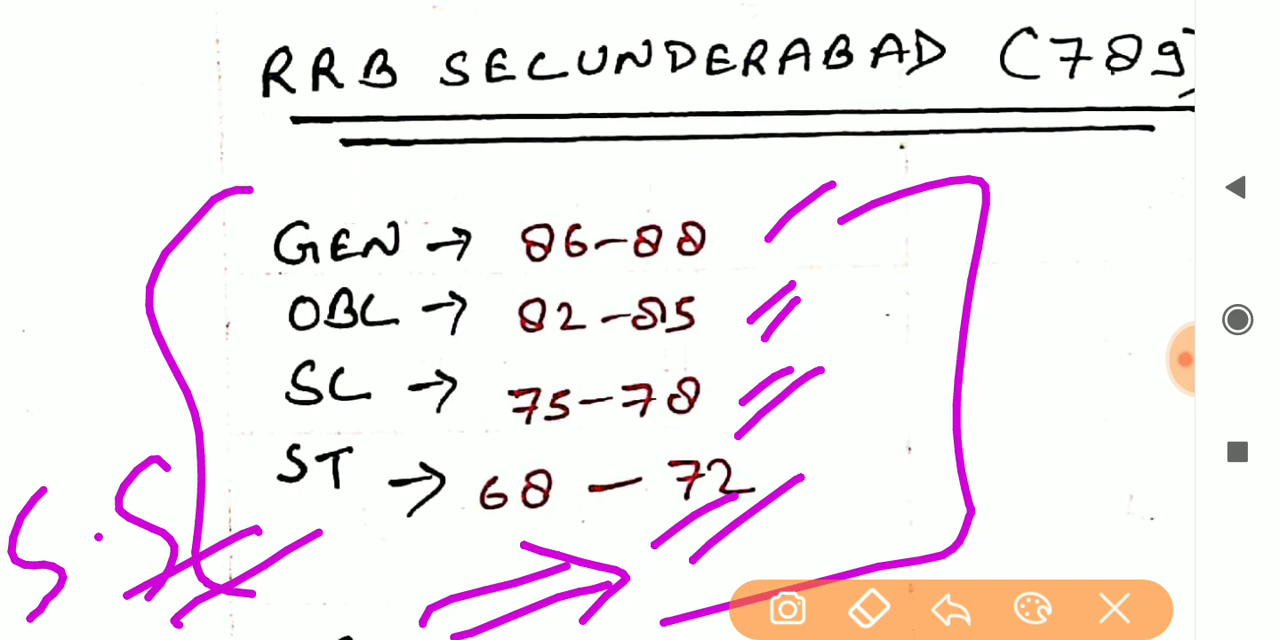 RRB SECUNDERABAD (789)
GEN → 86-88
OBC → 82-85
SC → 75-78
ST → 68 - 72
S.S